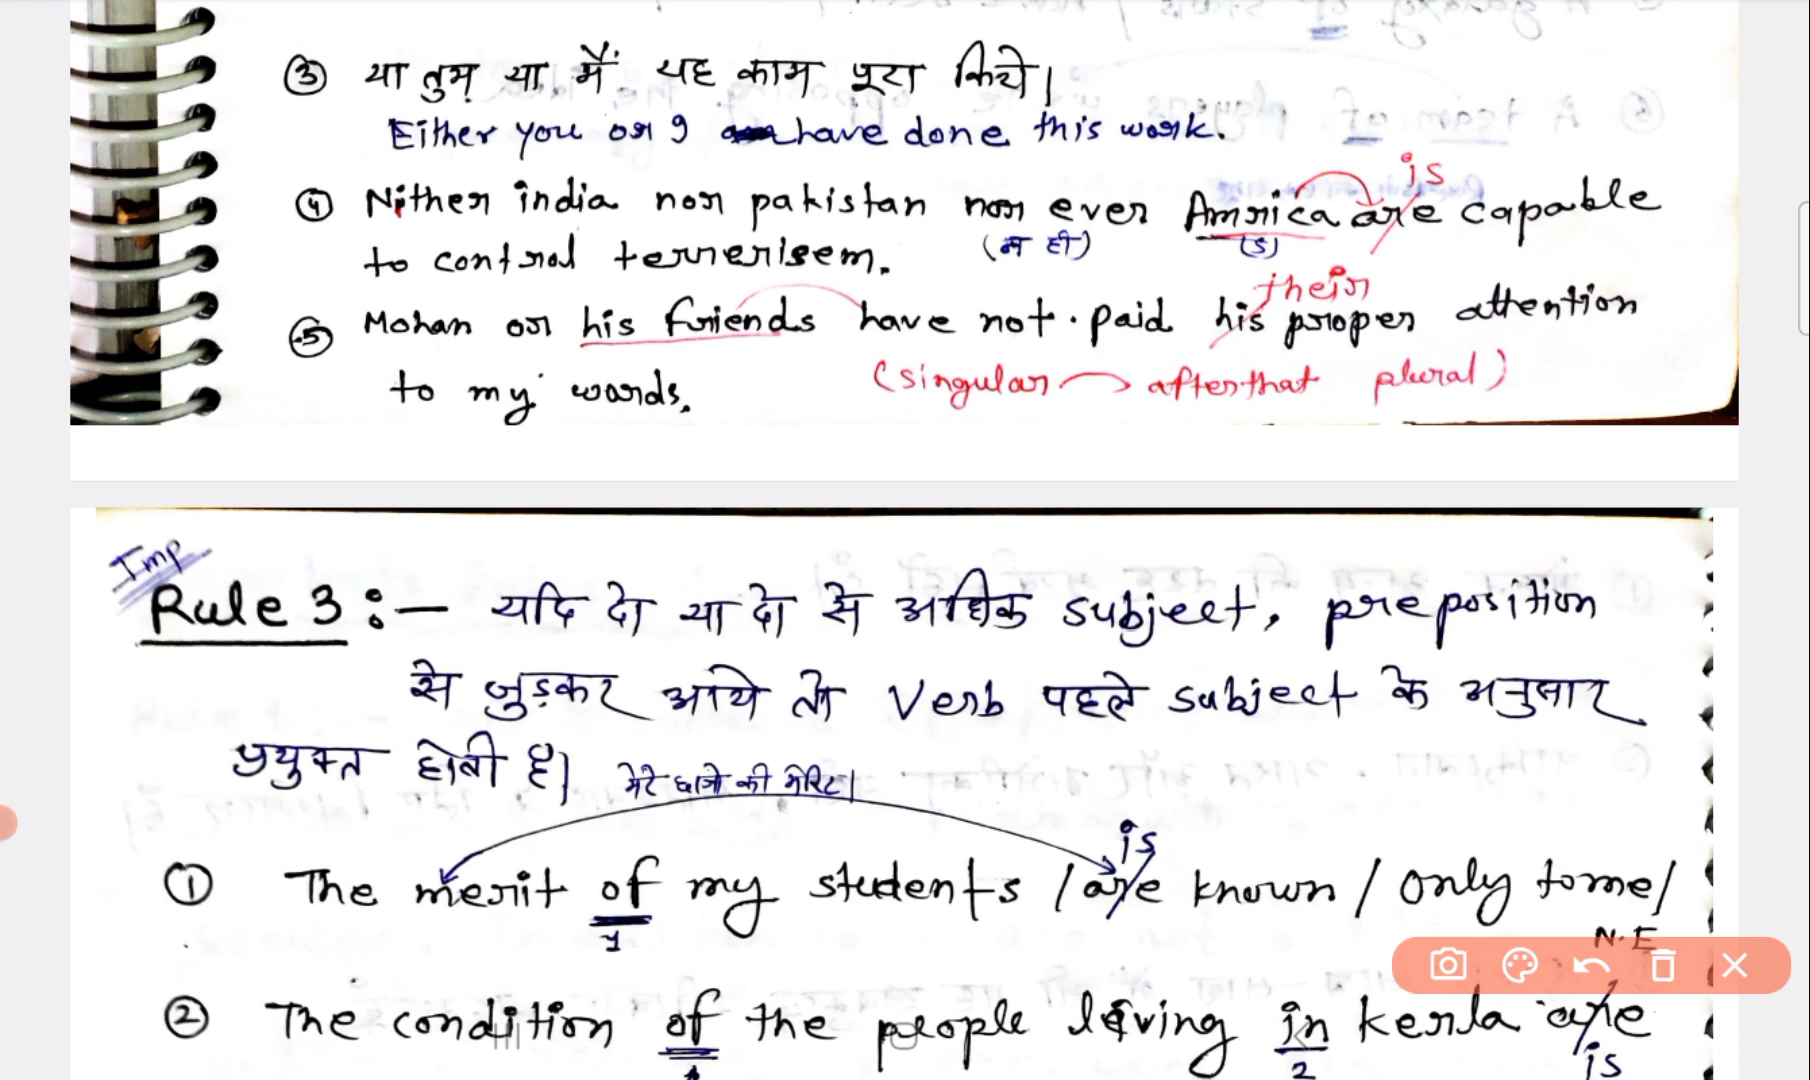 ③ या तुम या मैं यह काम पूरा किये।
Either you or I have done this work.
is
④ Nither india nor pakistan nor ever Amrica are capable
(न ही) (S)
to control terrerisem.
their
⑤ Mohan or his friends have not paid his proper attention
to my words. (singular → after that plural)
Imp
Rule 3 :- यदि दो या दो से अधिक subject, preposition
से जुड़कर आये तो Verb पहले subject के अनुसार
प्रयुक्त होती है। मेरे छात्रो की मेरिट।
is
① The merit of my students / are known / only to me /
1 N.E
② The condition of the people living in kerla are
1 2 is